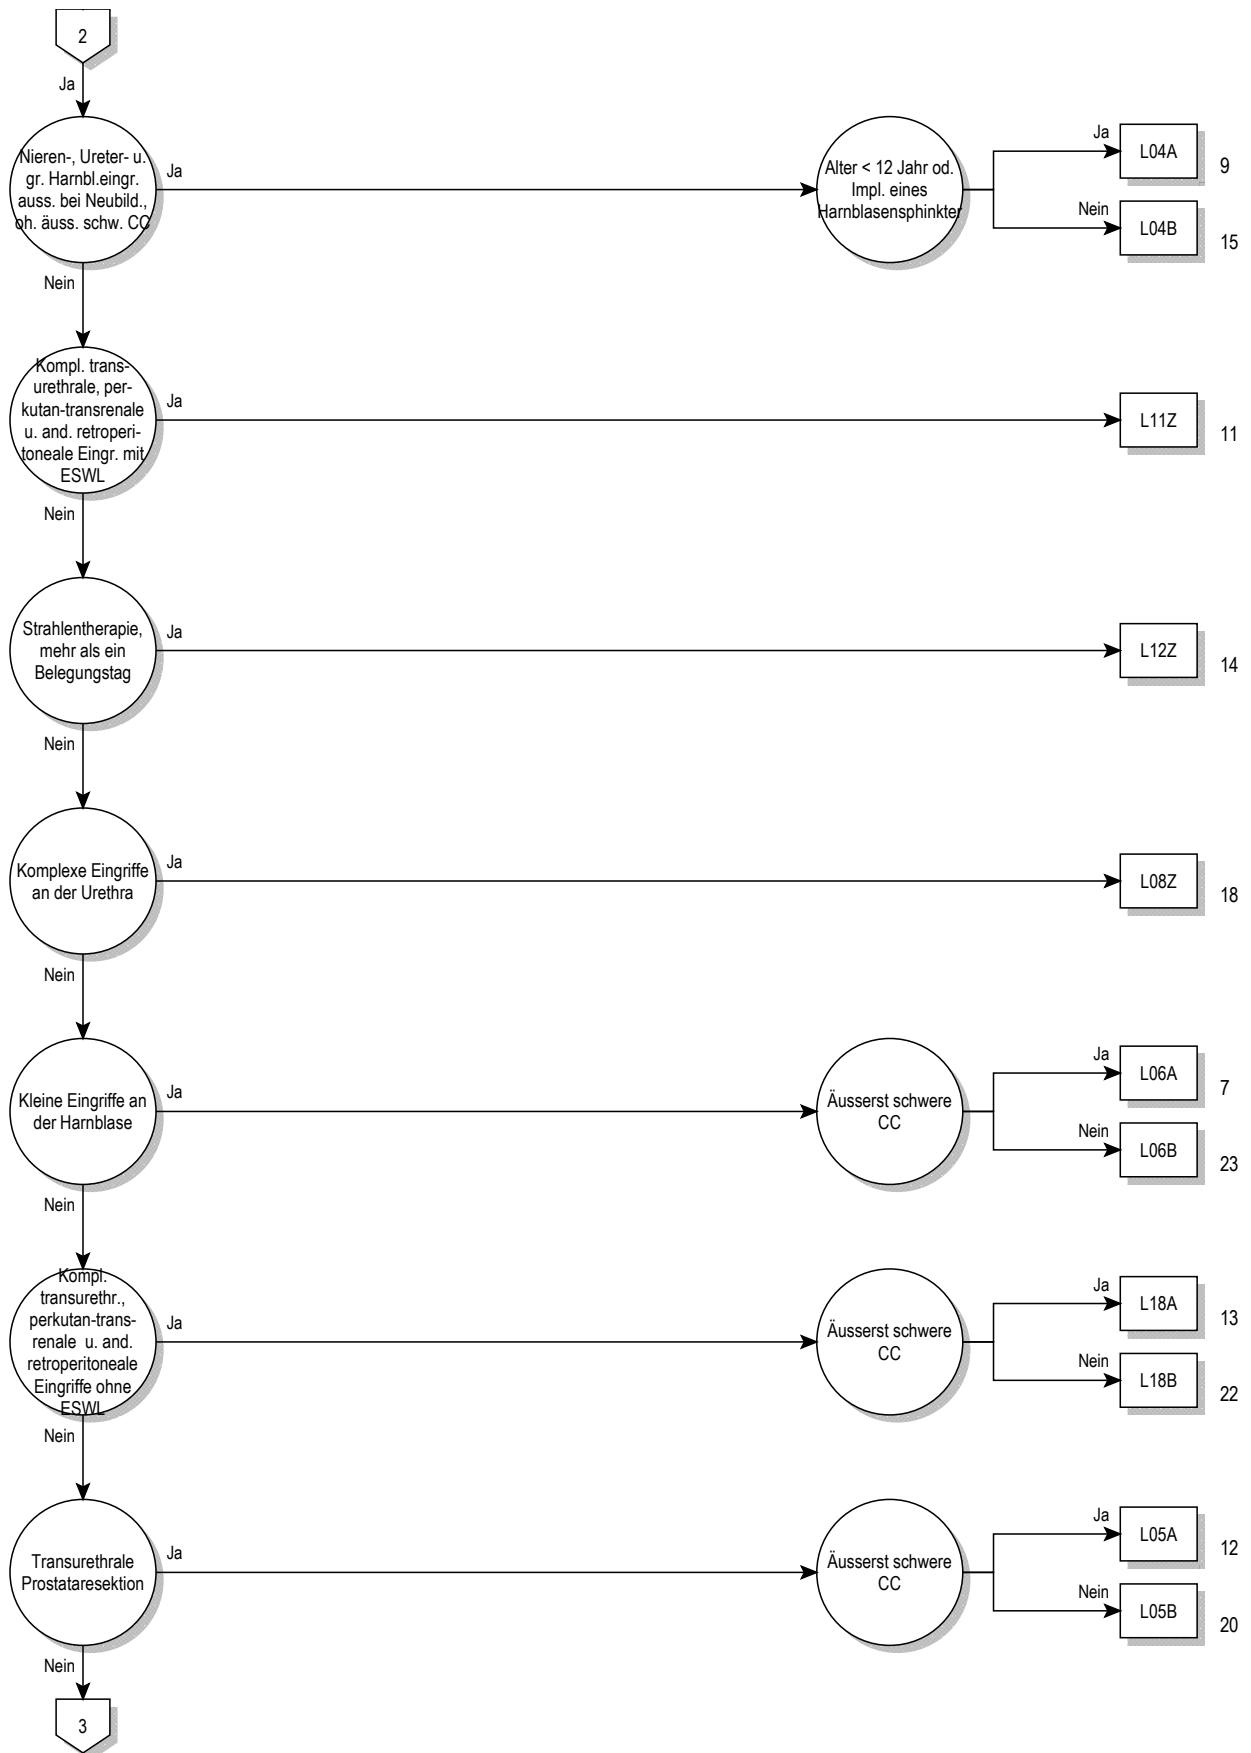 2
Ja
Nieren-, Ureter- u.
gr. Harnbl.eingr.
auss. bei Neubild.,
oh. äuss. schw. CC
Ja
Alter < 12 Jahr od.
Impl. eines
Harnblasensphinkter
Ja
L04A
9
Nein
L04B
15
Nein
Kompl. trans-
urethrale, per-
kutan-transrenale
u. and. retroperi-
toneale Eingr. mit
ESWL
Ja
L11Z
11
Nein
Strahlentherapie,
mehr als ein
Belegungstag
Ja
L12Z
14
Nein
Komplexe Eingriffe
an der Urethra
Ja
L08Z
18
Nein
Kleine Eingriffe an
der Harnblase
Ja
Äusserst schwere
CC
Ja
L06A
7
Nein
L06B
23
Nein
Kompl.
transurethr.,
perkutan-trans-
renale u. and.
retroperitoneale
Eingriffe ohne
ESWL
Ja
Äusserst schwere
CC
Ja
L18A
13
Nein
L18B
22
Nein
Transurethrale
Prostataresektion
Ja
Äusserst schwere
CC
Ja
L05A
12
Nein
L05B
20
Nein
3